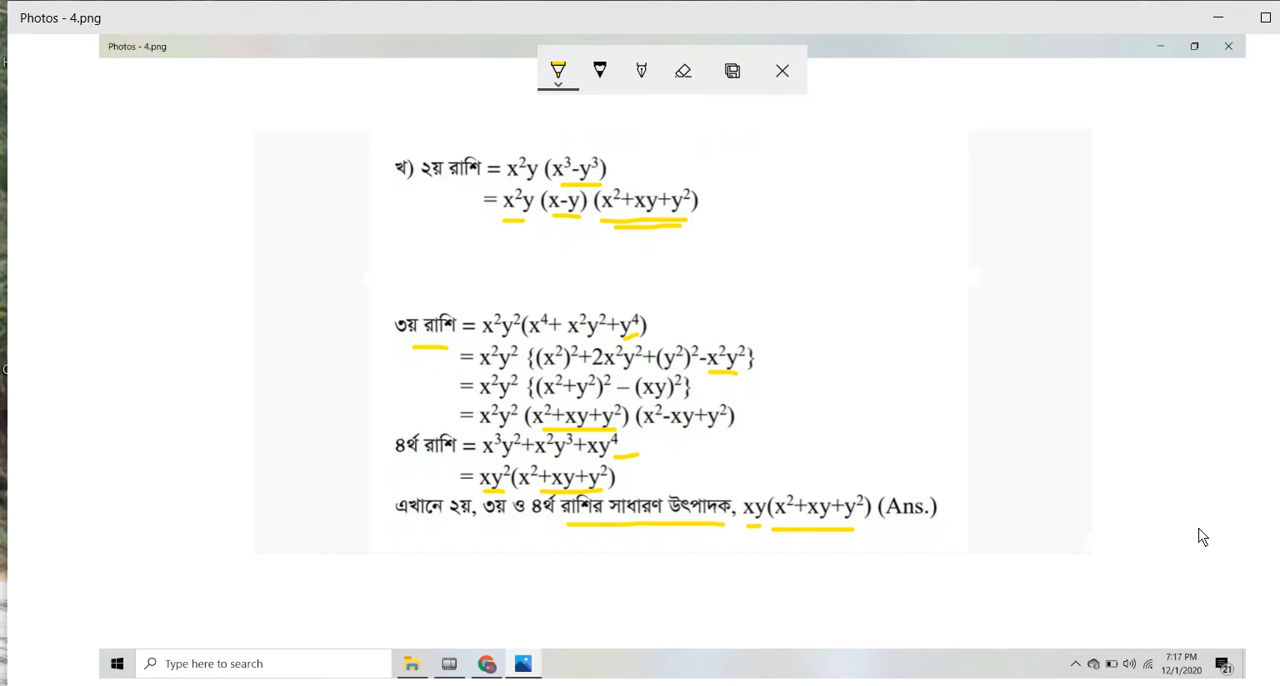 Photos - 4.png
Photos - 4.png
খ) ২য় রাশি = x²y (x³-y³)
= x²y (x-y) (x²+xy+y²)
৩য় রাশি = x²y²(x⁴+ x²y²+y⁴)
= x²y² {(x²)²+2x²y²+(y²)²-x²y²}
= x²y² {(x²+y²)² – (xy)²}
= x²y² (x²+xy+y²) (x²-xy+y²)
৪র্থ রাশি = x³y²+x²y³+xy⁴
= xy²(x²+xy+y²)
এখানে ২য়, ৩য় ও ৪র্থ রাশির সাধারণ উৎপাদক, xy(x²+xy+y²) (Ans.)
Type here to search
7:17 PM
12/1/2020
21